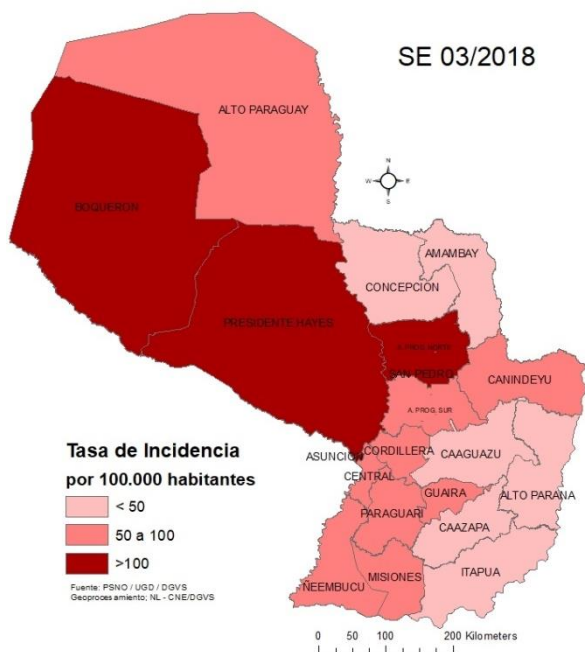 SE 03/2018
ALTO PARAGUAY
N
W E
S
BOQUERON
AMAMBAY
CONCEPCION
PRESIDENTE HAYES
A. PROG. NORTE
SAN PEDRO
CANINDEYU
A. PROG, SUR
Tasa de Incidencia
por 100.000 habitantes
< 50
50 a 100
>100
ASUNCION
CORDILLERA
CAAGUAZU
CENTRAL
GUAIRA
ALTO PARANA
PARAGUARI
CAAZAPA
ÑEEMBUCU
MISIONES
ITAPUA
Fuente: PSNO / UGD / DGVS
Geoprocesamiento; NL - CNE/DGVS
0 50 100 200 Kilometers